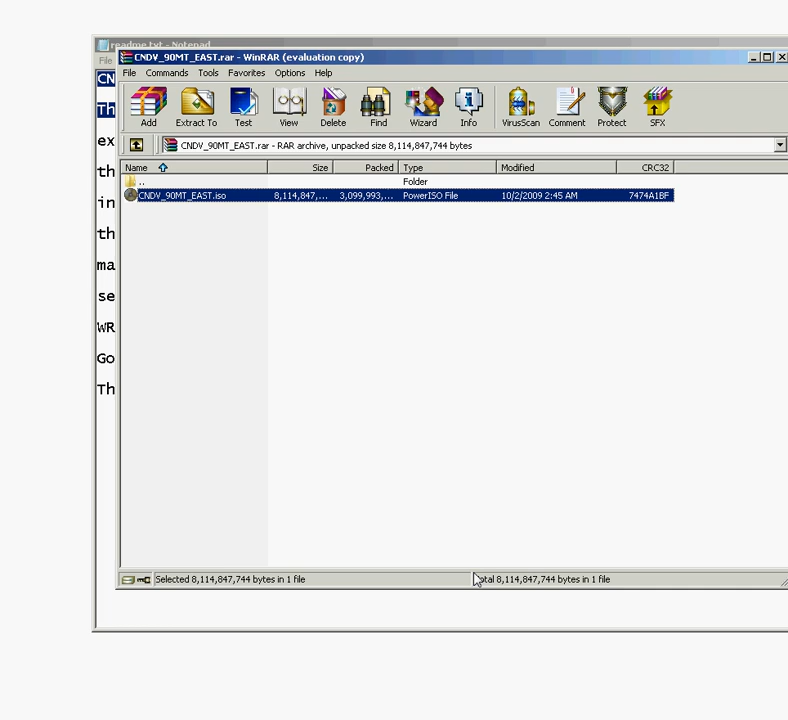 readme.txt - Notepad
CNDV_90MT_EAST.rar - WinRAR (evaluation copy)
File
File Commands Tools Favorites Options Help
Add Extract To Test View Delete Find Wizard Info VirusScan Comment Protect SFX
CNDV_90MT_EAST.rar - RAR archive, unpacked size 8,114,847,744 bytes
Name Size Packed Type Modified CRC32
.. Folder
CNDV_90MT_EAST.iso 8,114,847,... 3,099,993,... PowerISO File 10/2/2009 2:45 AM 7474A1BF
CN
Th
ex
th
in
th
ma
se
WR
Go
Th
Selected 8,114,847,744 bytes in 1 file Total 8,114,847,744 bytes in 1 file